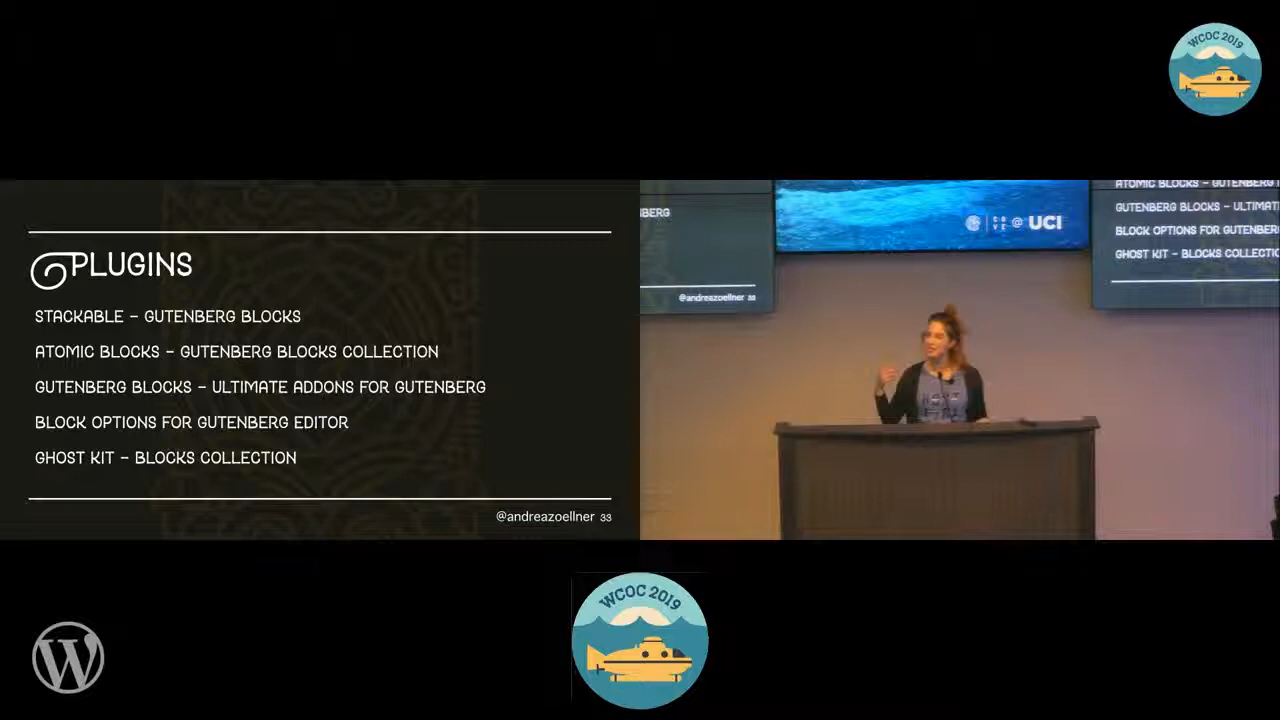 WCOC 2019
PLUGINS
STACKABLE – GUTENBERG BLOCKS
ATOMIC BLOCKS – GUTENBERG BLOCKS COLLECTION
GUTENBERG BLOCKS – ULTIMATE ADDONS FOR GUTENBERG
BLOCK OPTIONS FOR GUTENBERG EDITOR
GHOST KIT – BLOCKS COLLECTION
@andreazoellner 33
NBERG
@andreazoellner 33
@ UCI
ATOMIC BLOCKS – GUTENBERG
GUTENBERG BLOCKS – ULTIMAT
BLOCK OPTIONS FOR GUTENBER
GHOST KIT – BLOCKS COLLECTIO
WCOC 2019
W